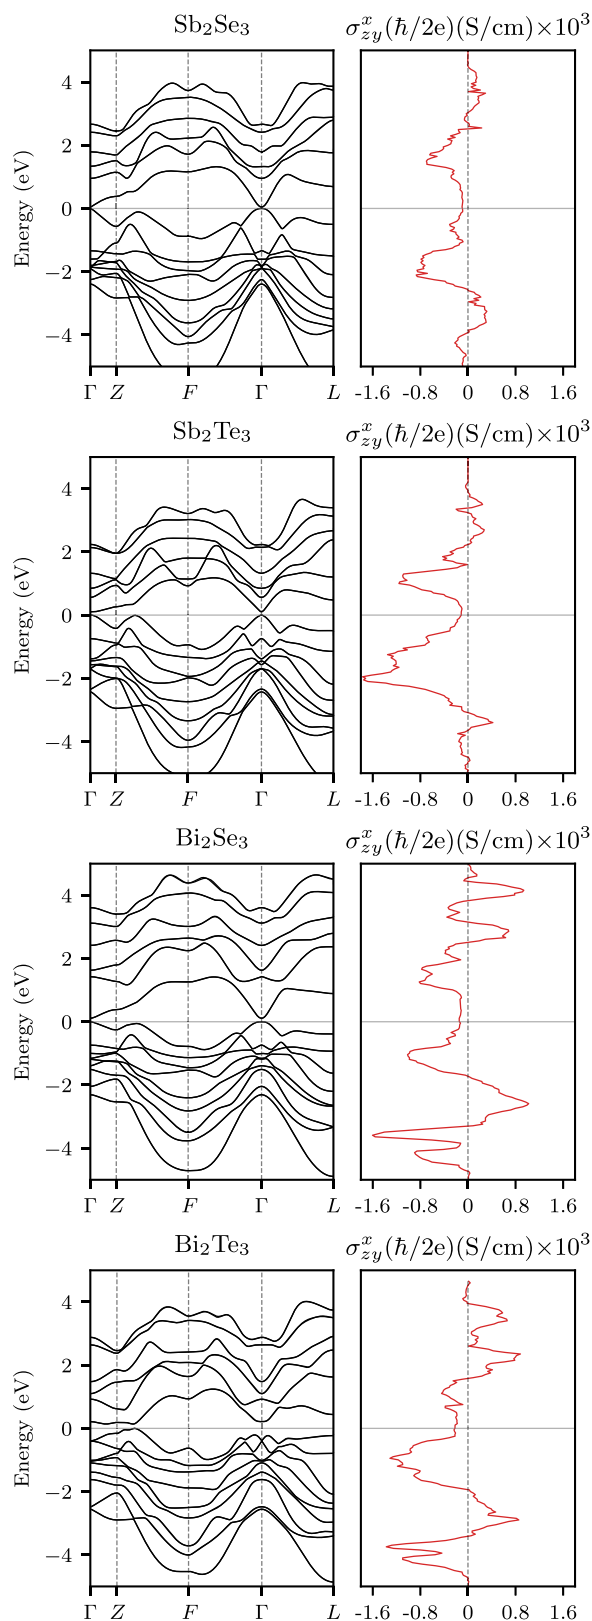 Sb₂Se₃ σˣ_zy(ħ/2e)(S/cm)×10³
4
2
0
−2
−4
Energy (eV)
Γ Z F Γ L -1.6 -0.8 0 0.8 1.6
Sb₂Te₃ σˣ_zy(ħ/2e)(S/cm)×10³
4
2
0
−2
−4
Energy (eV)
Γ Z F Γ L -1.6 -0.8 0 0.8 1.6
Bi₂Se₃ σˣ_zy(ħ/2e)(S/cm)×10³
4
2
0
−2
−4
Energy (eV)
Γ Z F Γ L -1.6 -0.8 0 0.8 1.6
Bi₂Te₃ σˣ_zy(ħ/2e)(S/cm)×10³
4
2
0
−2
−4
Energy (eV)
Γ Z F Γ L -1.6 -0.8 0 0.8 1.6